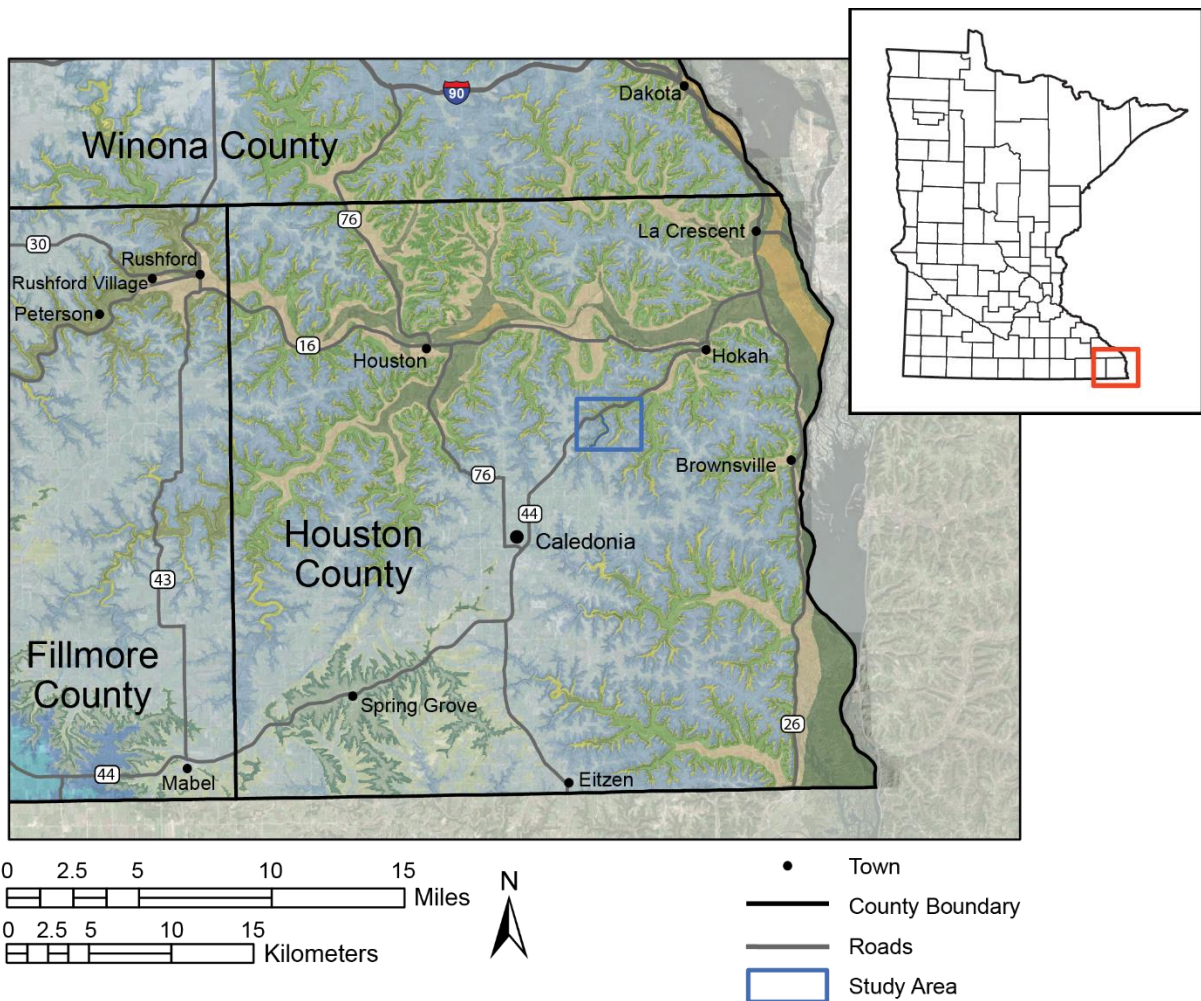 90
Dakota
Winona County
76
La Crescent
30
Rushford
Rushford Village
Peterson
16
Houston
Hokah
Brownsville
76
44
Houston
County
Caledonia
43
Fillmore
County
Spring Grove
26
44
Mabel
Eitzen
0 2.5 5 10 15
Miles
0 2.5 5 10 15
Kilometers
N
Town
County Boundary
Roads
Study Area